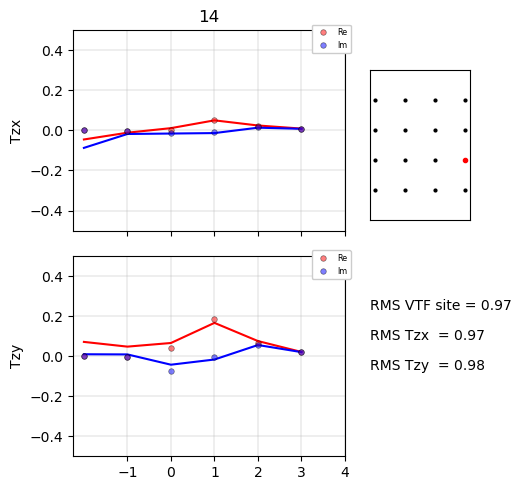 14
0.4
0.2
0.0
−0.2
−0.4
Tzx
Re
Im
0.4
0.2
0.0
−0.2
−0.4
Tzy
Re
Im
−1 0 1 2 3 4
RMS VTF site = 0.97
RMS Tzx  = 0.97
RMS Tzy  = 0.98